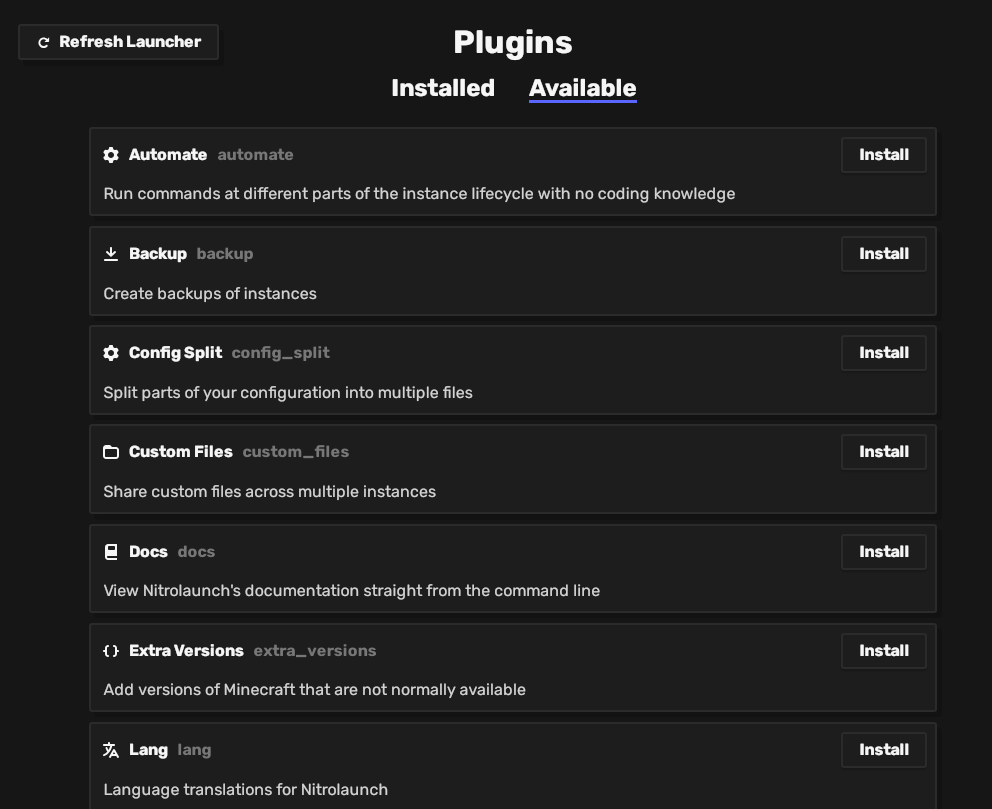 Refresh Launcher
Plugins
Installed Available
Automate automate Install
Run commands at different parts of the instance lifecycle with no coding knowledge
Backup backup Install
Create backups of instances
Config Split config_split Install
Split parts of your configuration into multiple files
Custom Files custom_files Install
Share custom files across multiple instances
Docs docs Install
View Nitrolaunch's documentation straight from the command line
Extra Versions extra_versions Install
Add versions of Minecraft that are not normally available
Lang lang Install
Language translations for Nitrolaunch